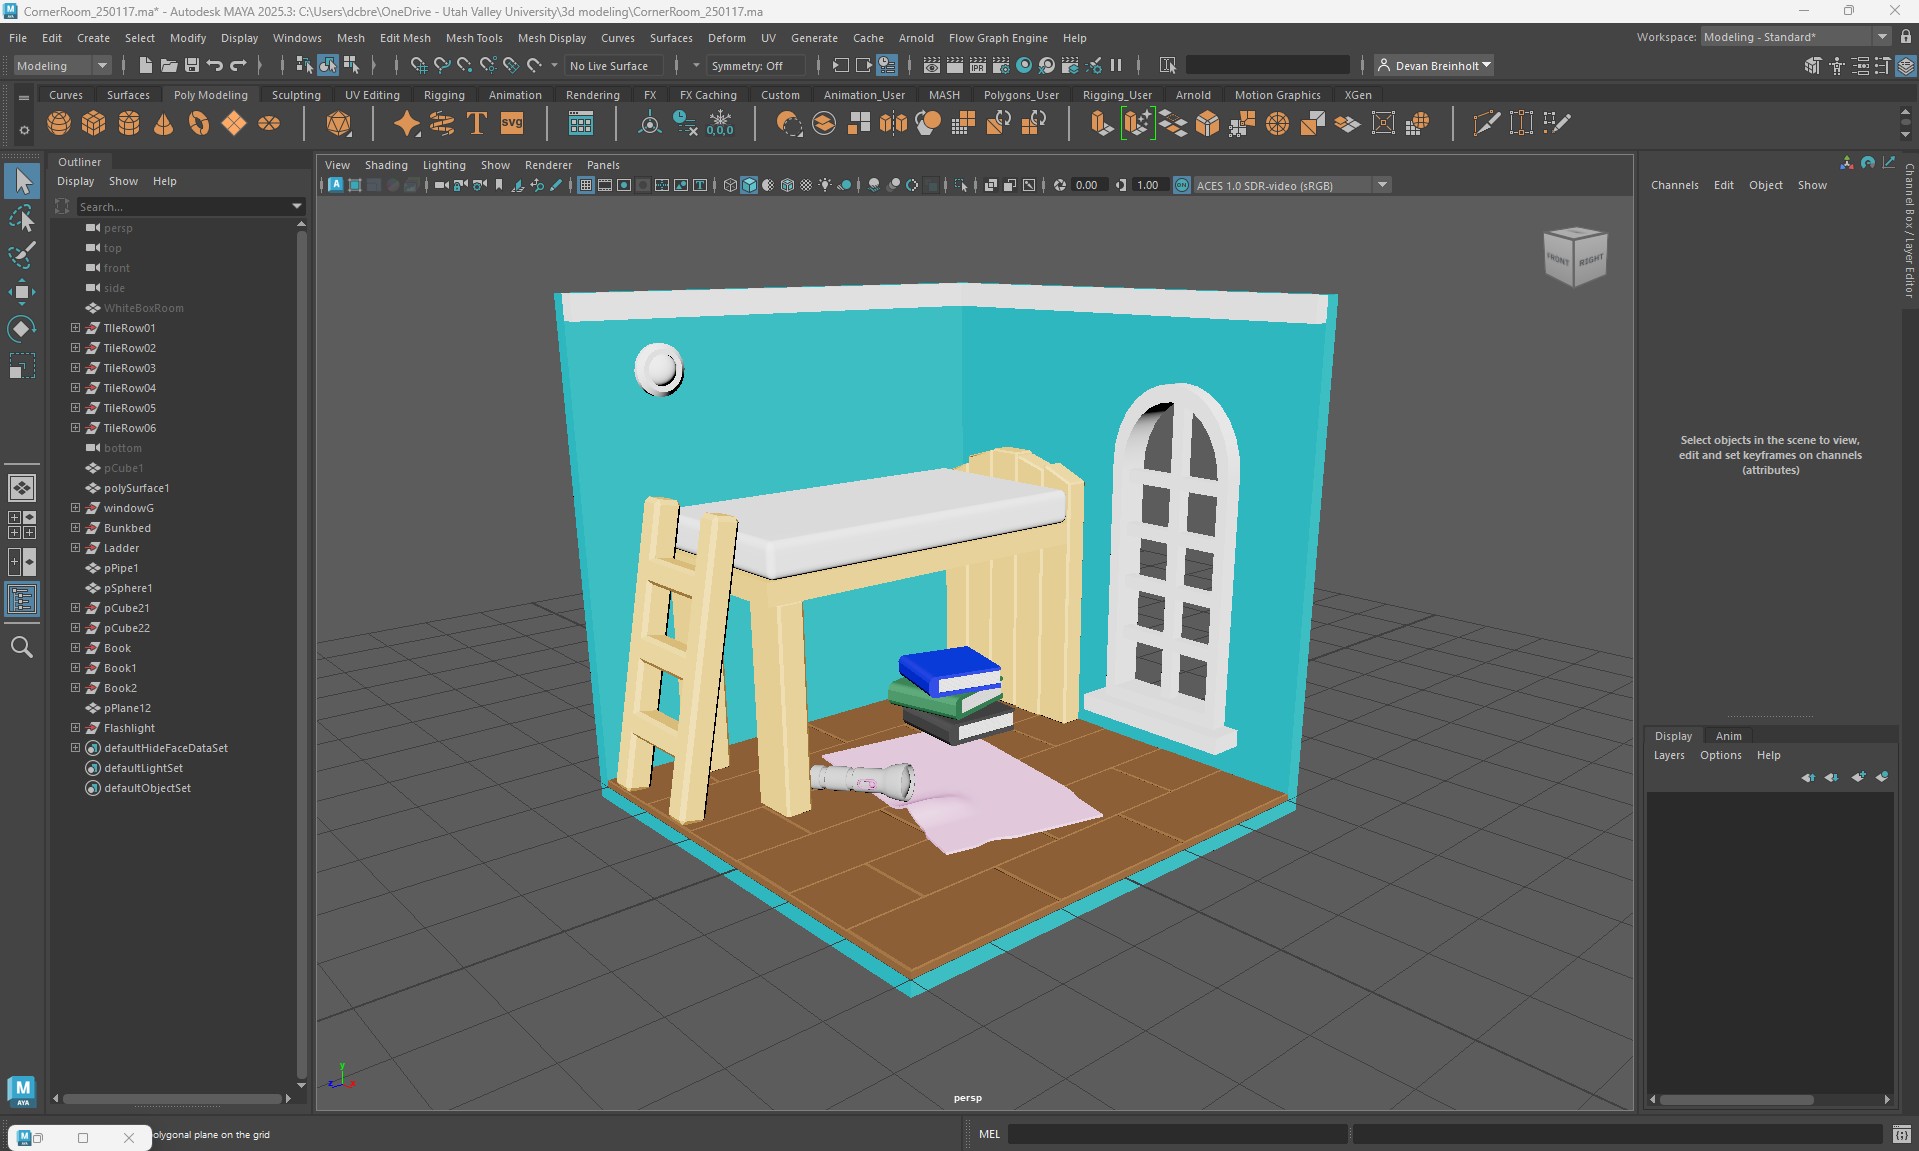 CornerRoom_250117.ma* - Autodesk MAYA 2025.3: C:\Users\dcbre\OneDrive - Utah Valley University\3d modeling\CornerRoom_250117.ma
File Edit Create Select Modify Display Windows Mesh Edit Mesh Mesh Tools Mesh Display Curves Surfaces Deform UV Generate Cache Arnold Flow Graph Engine Help
Workspace: Modeling - Standard*
Modeling No Live Surface Symmetry: Off IPR Devan Breinholt
Curves Surfaces Poly Modeling Sculpting UV Editing Rigging Animation Rendering FX FX Caching Custom Animation_User MASH Polygons_User Rigging_User Arnold Motion Graphics XGen
T SVG 0,0,0
Outliner
Display Show Help
Search...
persp
top
front
side
WhiteBoxRoom
TileRow01
TileRow02
TileRow03
TileRow04
TileRow05
TileRow06
bottom
pCube1
polySurface1
windowG
Bunkbed
Ladder
pPipe1
pSphere1
pCube21
pCube22
Book
Book1
Book2
pPlane12
Flashlight
defaultHideFaceDataSet
defaultLightSet
defaultObjectSet
View Shading Lighting Show Renderer Panels
0.00 1.00 ON ACES 1.0 SDR-video (sRGB)
FRONT RIGHT
y
z x
persp
Channels Edit Object Show
Channel Box / Layer Editor
Select objects in the scene to view,
edit and set keyframes on channels
(attributes)
Display Anim
Layers Options Help
M
AYA
olygonal plane on the grid
MEL